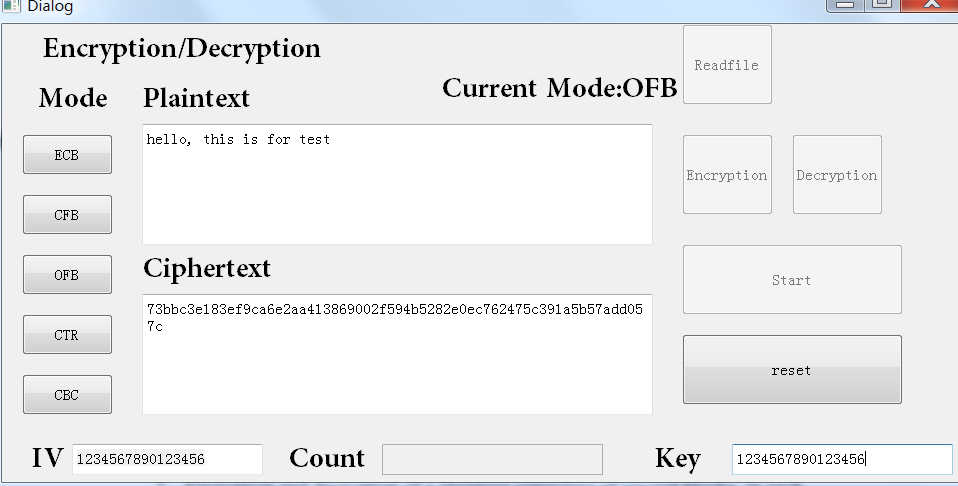 Dialog
Encryption/Decryption
Readfile
Current Mode:OFB
Mode
Plaintext
hello, this is for test
ECB
Encryption
Decryption
CFB
OFB
Ciphertext
Start
73bbc3e183ef9ca6e2aa413869002f594b5282e0ec762475c391a5b57add05
7c
CTR
reset
CBC
IV
1234567890123456
Count
Key
1234567890123456